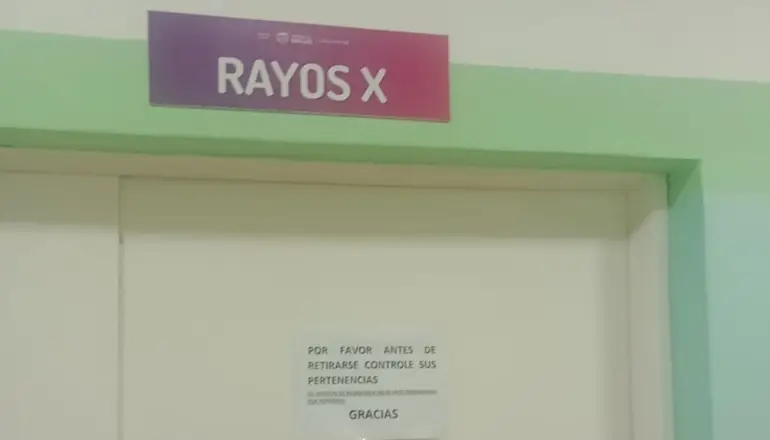 RAYOS X
POR FAVOR ANTES DE
RETIRARSE CONTROLE SUS
PERTENENCIAS
GRACIAS